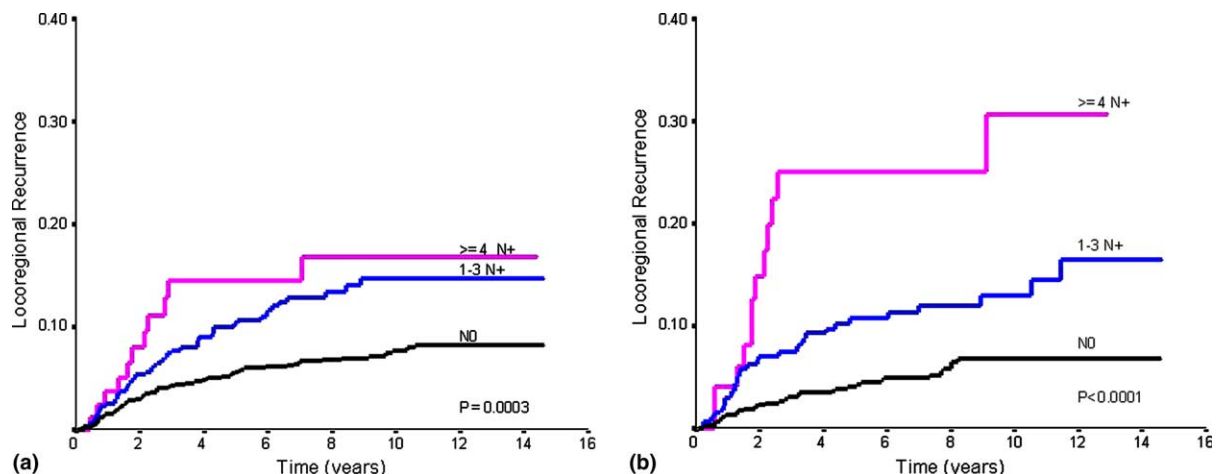 0.40
0.30
0.20
0.10
Locoregional Recurrence
>=4 N+
1-3 N+
N0
P=0.0003
0 2 4 6 8 10 12 14 16
Time (years)
(a)
0.40
0.30
0.20
0.10
Locoregional Recurrence
>=4 N+
1-3 N+
N0
P<0.0001
0 2 4 6 8 10 12 14 16
Time (years)
(b)